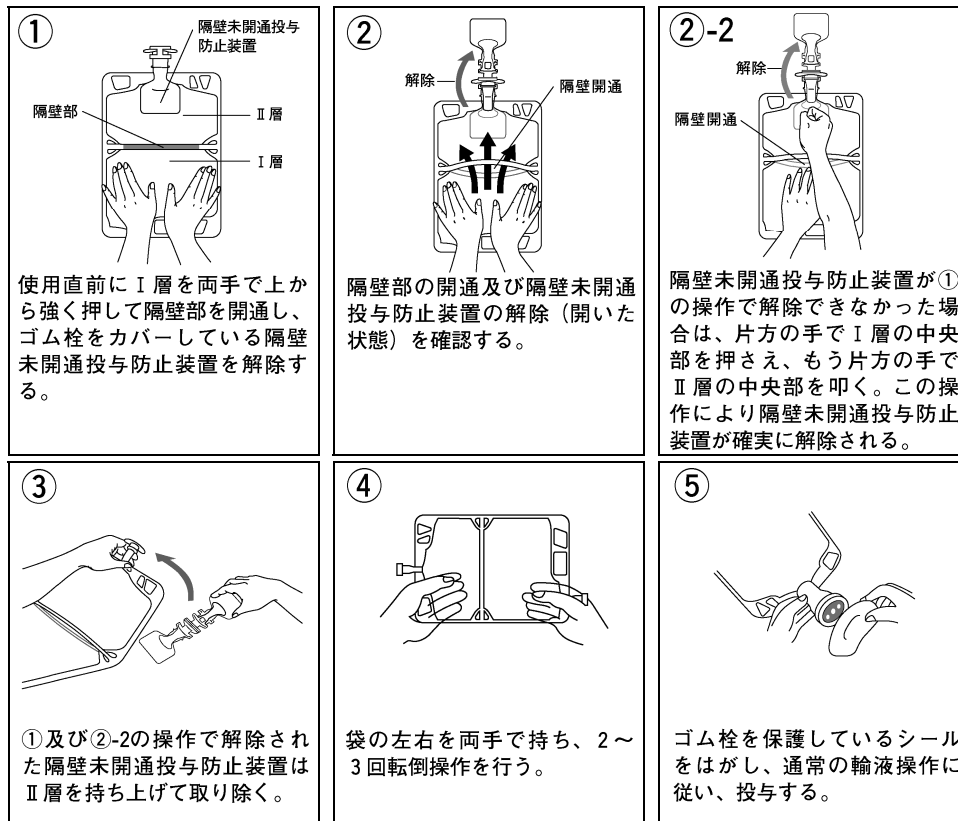 ①
隔壁未開通投与
防止装置
隔壁部
Ⅱ層
Ⅰ層
使用直前にⅠ層を両手で上か
ら強く押して隔壁部を開通し、
ゴム栓をカバーしている隔壁
未開通投与防止装置を解除す
る。
②
解除
隔壁開通
隔壁部の開通及び隔壁未開通
投与防止装置の解除（開いた
状態）を確認する。
②-2
解除
隔壁開通
隔壁未開通投与防止装置が①
の操作で解除できなかった場
合は、片方の手でⅠ層の中央
部を押さえ、もう片方の手で
Ⅱ層の中央部を叩く。この操
作により隔壁未開通投与防止
装置が確実に解除される。
③
①及び②-2の操作で解除され
た隔壁未開通投与防止装置は
Ⅱ層を持ち上げて取り除く。
④
袋の左右を両手で持ち、2～
3回転倒操作を行う。
⑤
ゴム栓を保護しているシール
をはがし、通常の輸液操作に
従い、投与する。